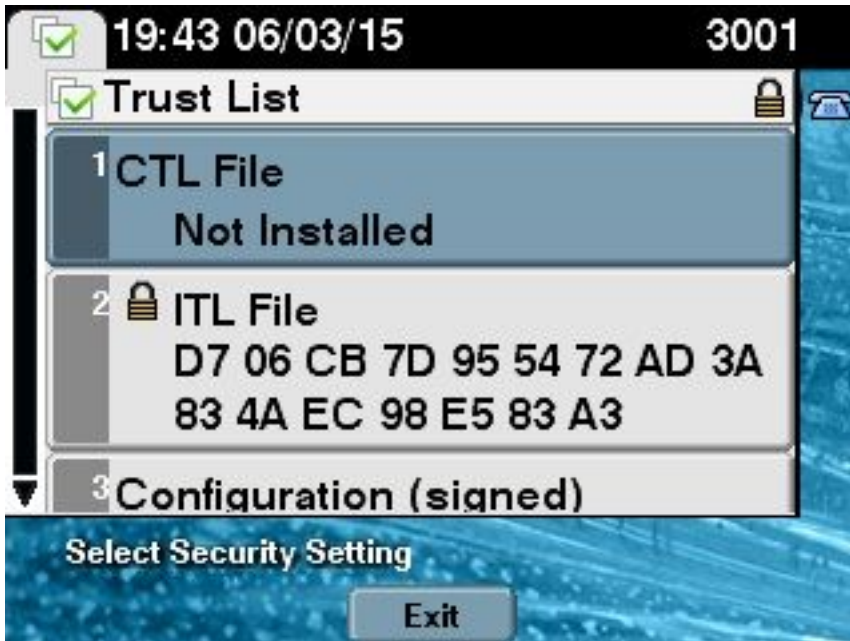 19:43 06/03/15
3001
Trust List
1 CTL File
Not Installed
2 ITL File
D7 06 CB 7D 95 54 72 AD 3A
83 4A EC 98 E5 83 A3
3 Configuration (signed)
Select Security Setting
Exit